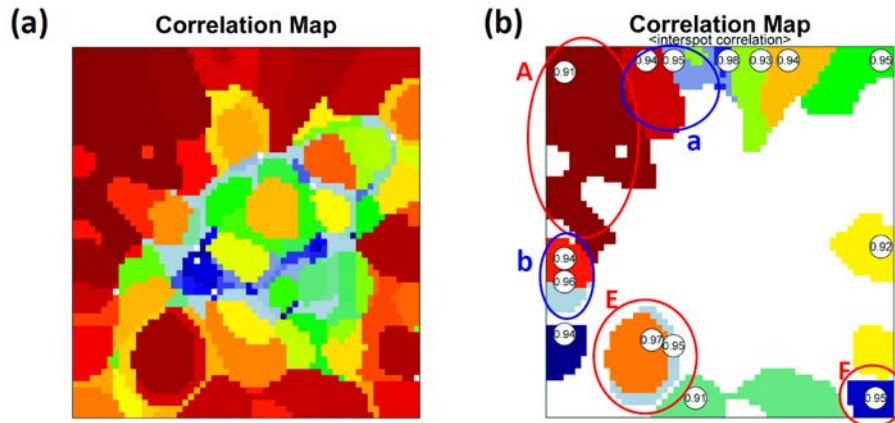 (a)
Correlation Map
(b)
Correlation Map
<interspot correlation>
A
0.91
0.94
0.95
0.98
0.93
0.94
0.95
a
b
0.94
0.96
0.92
0.94
E
0.97
0.95
0.91
F
0.95